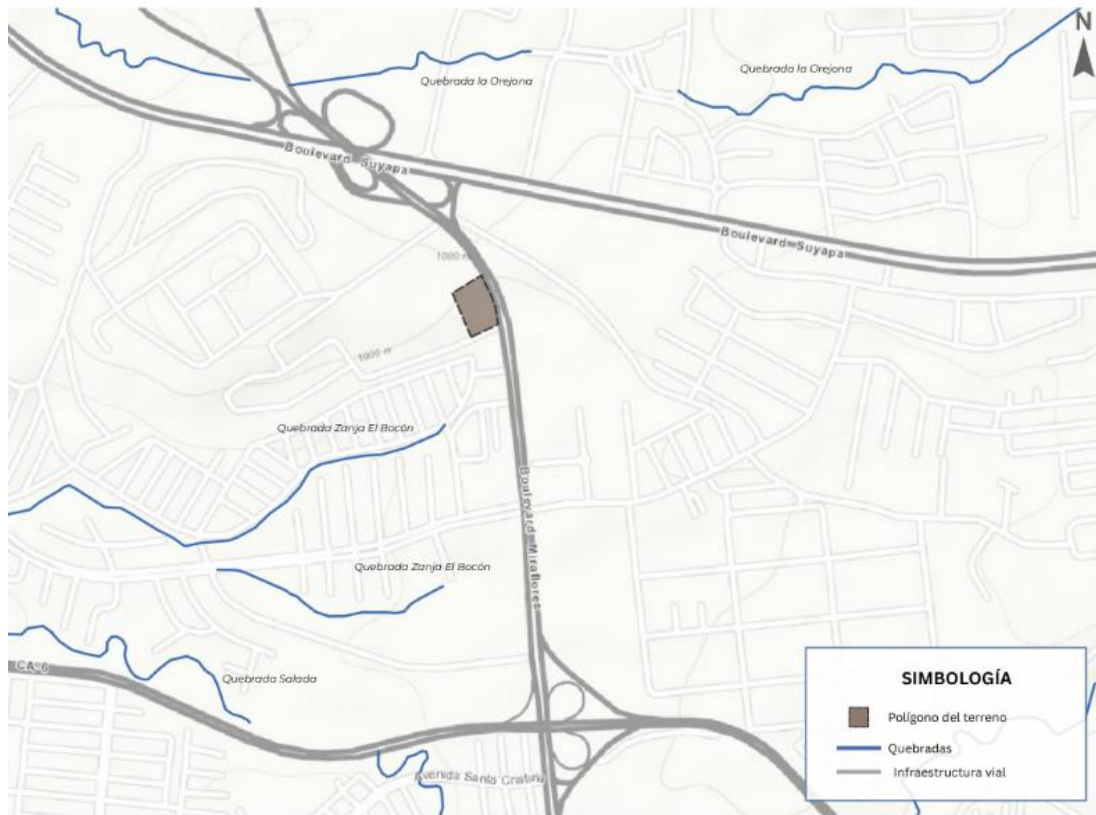 N
Quebrada la Orejona
Quebrada la Orejona
Boulevard Suyapa
Boulevard Suyapa
1000 m
1000 m
Quebrada Zanja El Bocón
Boulevard Miraflores
Quebrada Zanja El Bocón
CA-6
Quebrada Salada
Avenida Santa Cristina
SIMBOLOGÍA
Polígono del terreno
Quebradas
Infraestructura vial